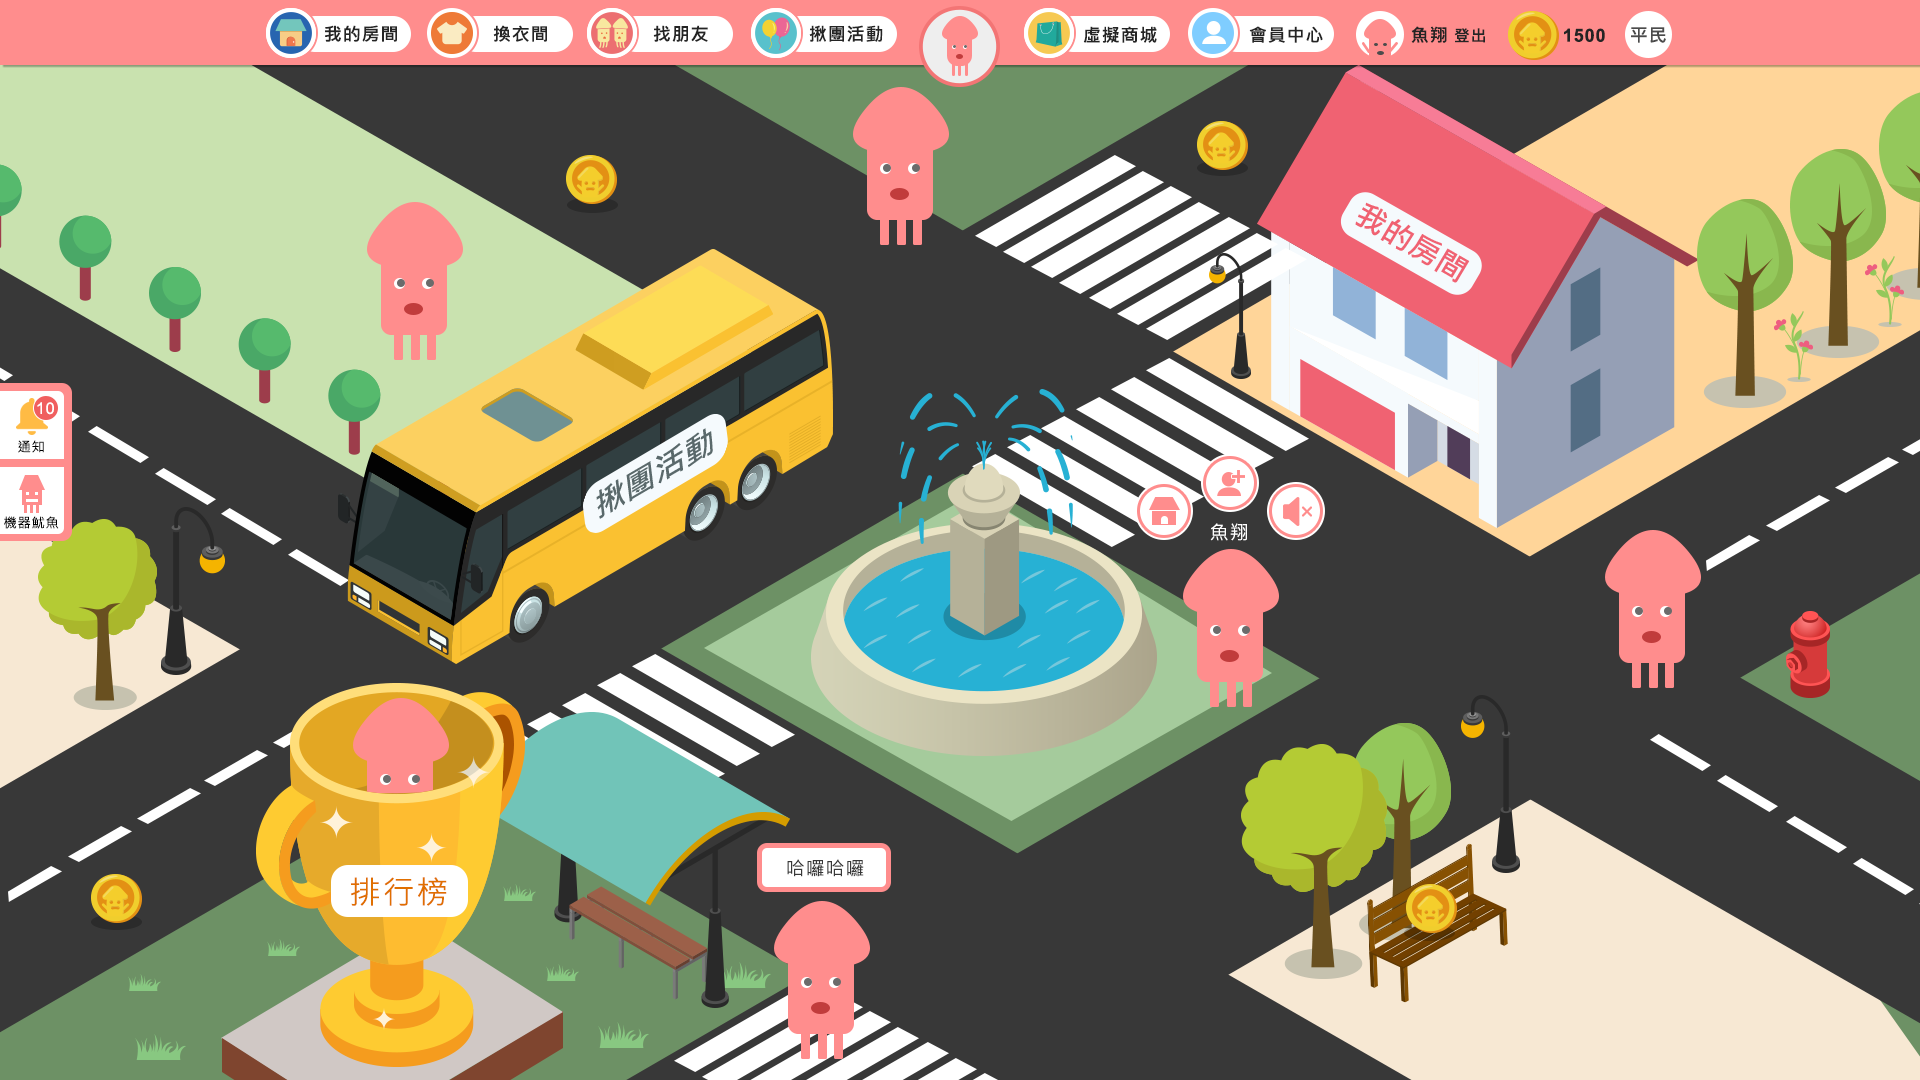 我的房間 換衣間 找朋友 揪團活動 虛擬商城 會員中心 魚翔 登出 1500 平民
我的房間
10
通知
機器魷魚
揪團活動
魚翔
排行榜
哈囉哈囉